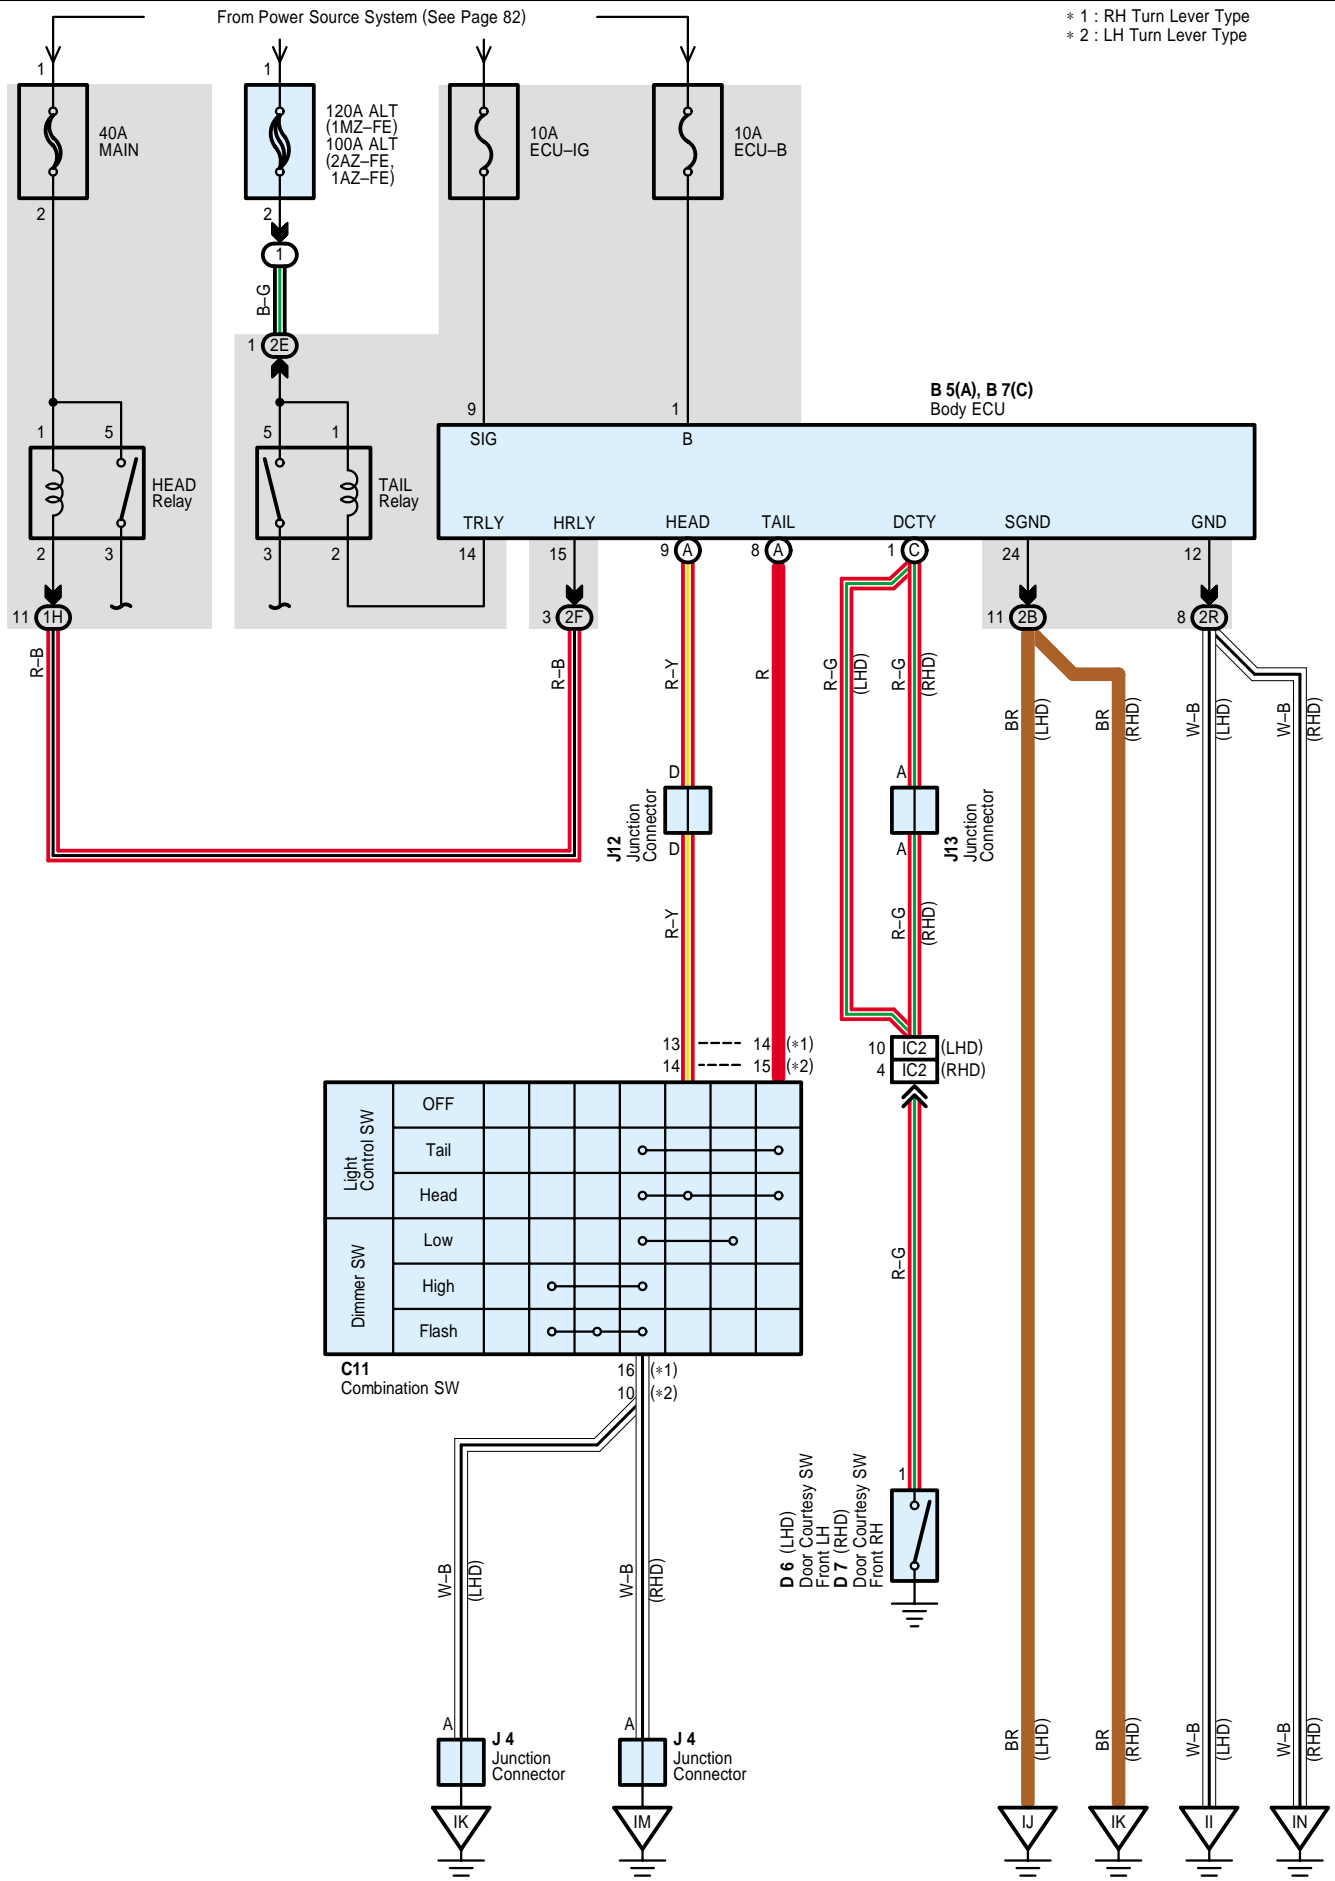 From Power Source System (See Page 82)
∗ 1 : RH Turn Lever Type
∗ 2 : LH Turn Lever Type
1
1
40A
MAIN
120A ALT
(1MZ–FE)
100A ALT
(2AZ–FE,
1AZ–FE)
10A
ECU–IG
10A
ECU–B
2
2
1
B–G
1
2E
9
1
B 5(A), B 7(C)
Body ECU
1
5
5
1
SIG
B
HEAD
Relay
TAIL
Relay
TRLY
HRLY
HEAD
TAIL
DCTY
SGND
GND
2
3
3
2
14
15
9
A
8
A
1
C
24
12
11
1H
3
2F
11
2B
8
2R
R–B
R–B
R–Y
R
R–G
(LHD)
R–G
(RHD)
BR
(LHD)
BR
(RHD)
W–B
(LHD)
W–B
(RHD)
D
A
J12
Junction
Connector
J13
Junction
Connector
D
A
R–Y
R–G
(RHD)
13
14
(∗1)
14
15
(∗2)
10
IC2
(LHD)
4
IC2
(RHD)
Light
Control SW
OFF
Tail
Head
Dimmer SW
Low
High
Flash
R–G
C11
Combination SW
16
(∗1)
10
(∗2)
1
D 6 (LHD)
Door Courtesy SW
Front LH
D 7 (RHD)
Door Courtesy SW
Front RH
W–B
(LHD)
W–B
(RHD)
A
J 4
Junction
Connector
A
J 4
Junction
Connector
BR
(LHD)
BR
(RHD)
W–B
(LHD)
W–B
(RHD)
IK
IM
IJ
IK
II
IN